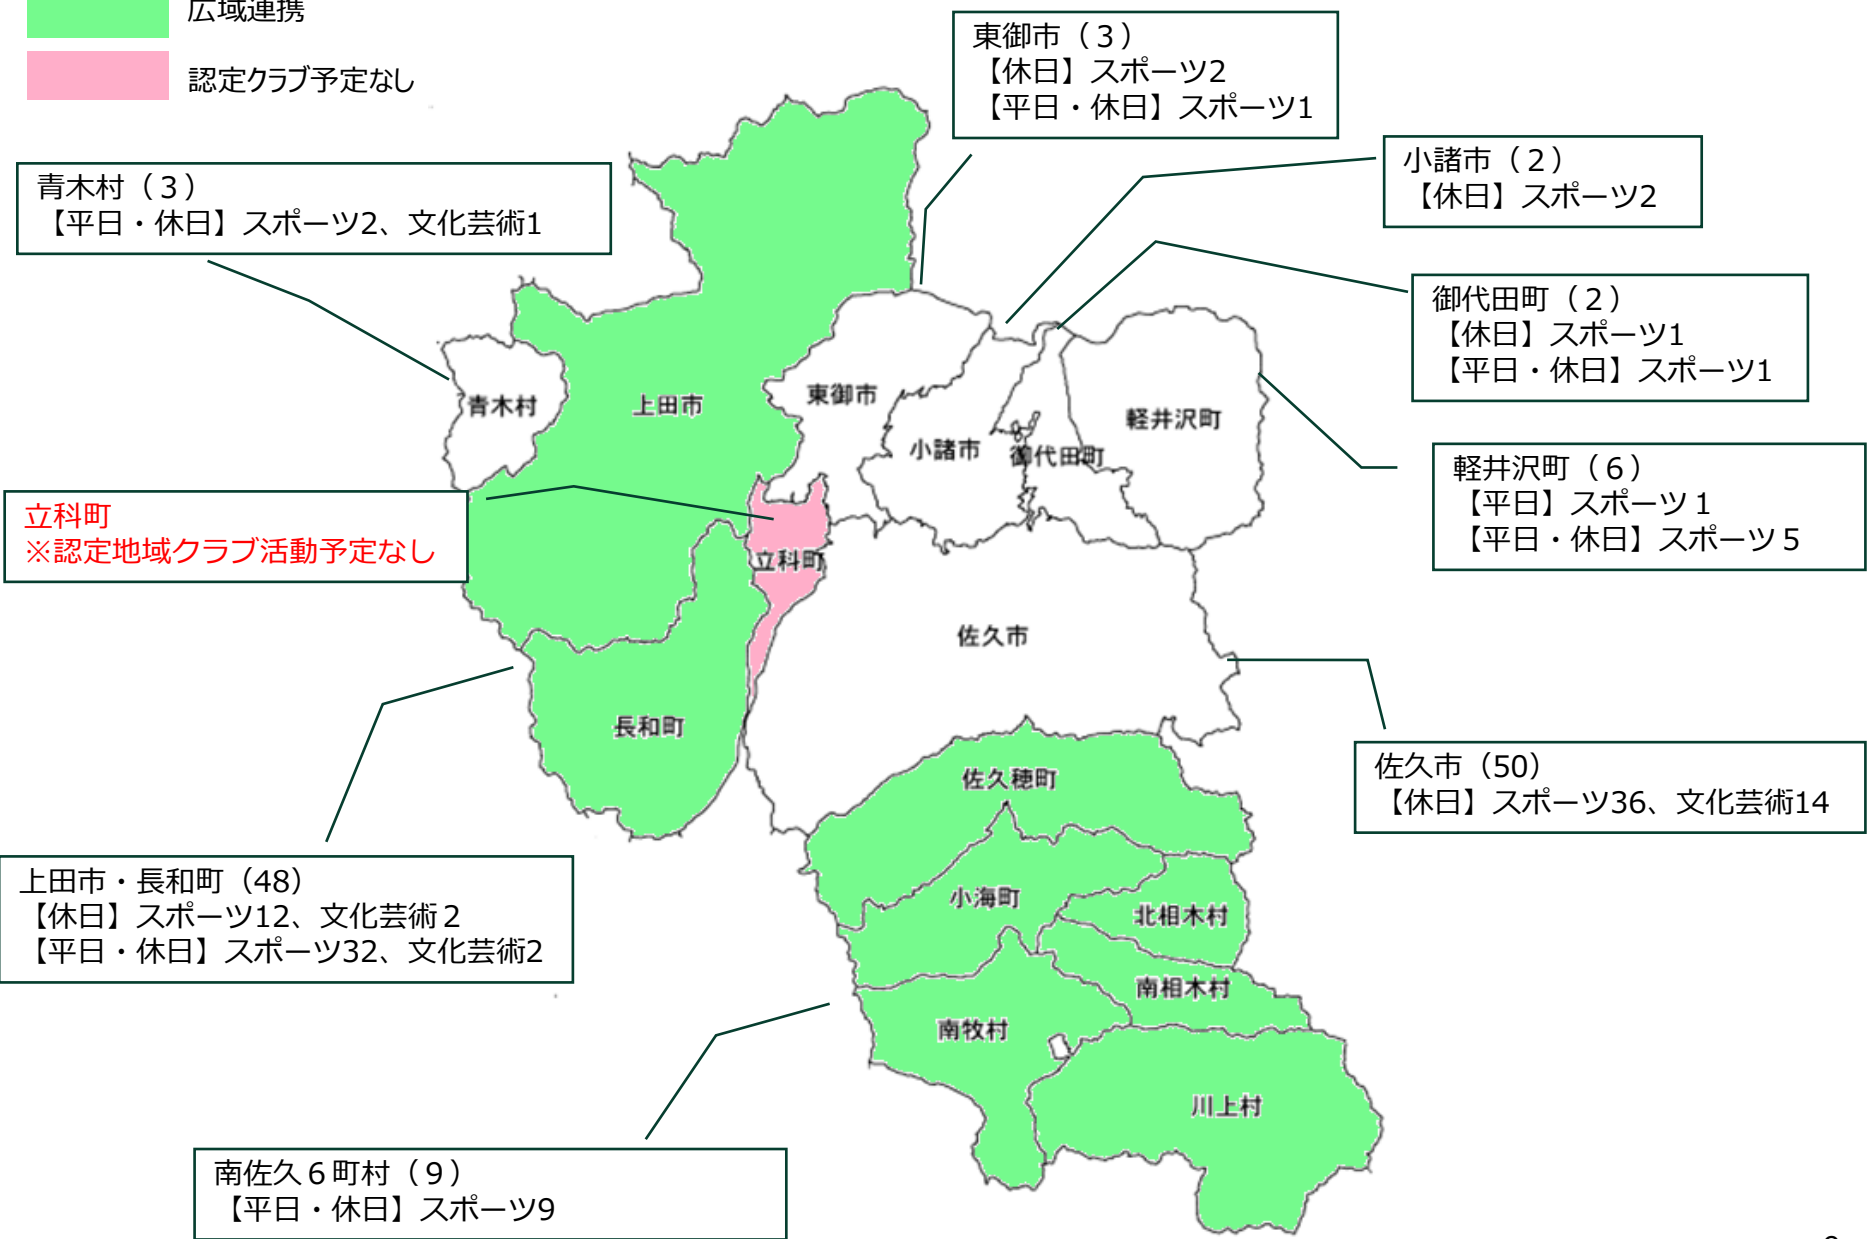 広域連携
認定クラブ予定なし
東御市（3）
【休日】スポーツ2
【平日・休日】スポーツ1
小諸市（2）
【休日】スポーツ2
青木村（3）
【平日・休日】スポーツ2、文化芸術1
御代田町（2）
【休日】スポーツ1
【平日・休日】スポーツ1
軽井沢町（6）
【平日】スポーツ１
【平日・休日】スポーツ５
立科町
※認定地域クラブ活動予定なし
青木村
上田市
東御市
小諸市
御代田町
軽井沢町
立科町
佐久市
長和町
佐久市（50）
【休日】スポーツ36、文化芸術14
佐久穂町
小海町
北相木村
南相木村
南牧村
川上村
上田市・長和町（48）
【休日】スポーツ12、文化芸術２
【平日・休日】スポーツ32、文化芸術2
南佐久６町村（9）
【平日・休日】スポーツ9